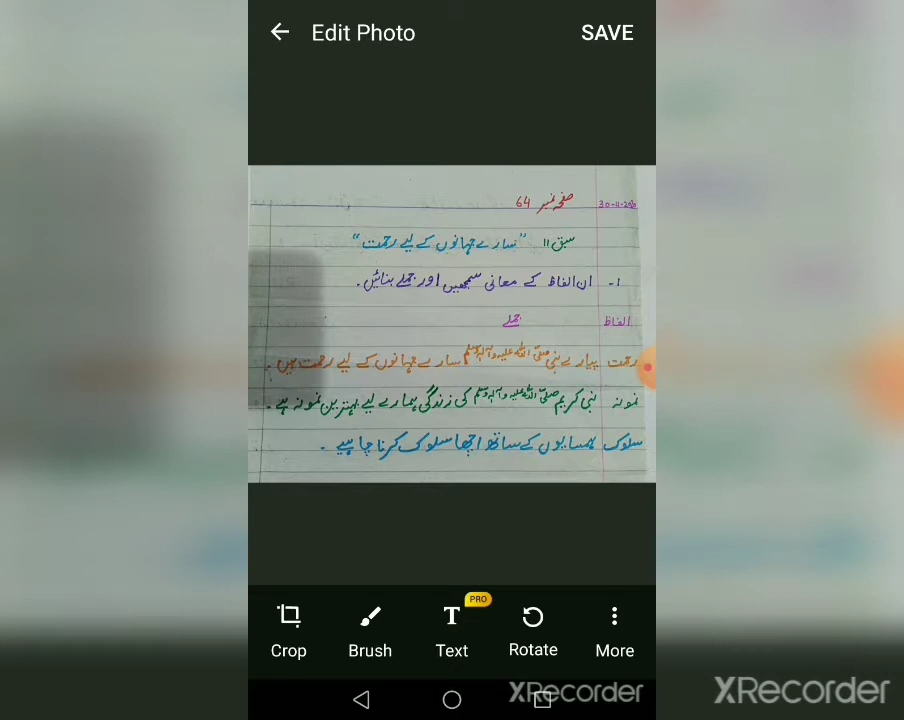 Edit Photo SAVE
صفحہ نمبر 64 30-11-2020
سبق 11 "سارے جہانوں کے لیے رحمت"
1- ان الفاظ کے معانی سمجھیں اور جملے بنائیں۔
الفاظ جملے
رحمت پیارے نبی صلی اللہ علیہ وآلہ وسلم سارے جہانوں کے لیے رحمت ہیں۔
نمونہ نبی کریم صلی اللہ علیہ وآلہ وسلم کی زندگی ہمارے لیے بہترین نمونہ ہے۔
سلوک ہمسایوں کے ساتھ اچھا سلوک کرنا چاہیے۔
PRO
Crop Brush Text Rotate More
XRecorder
XRecorder